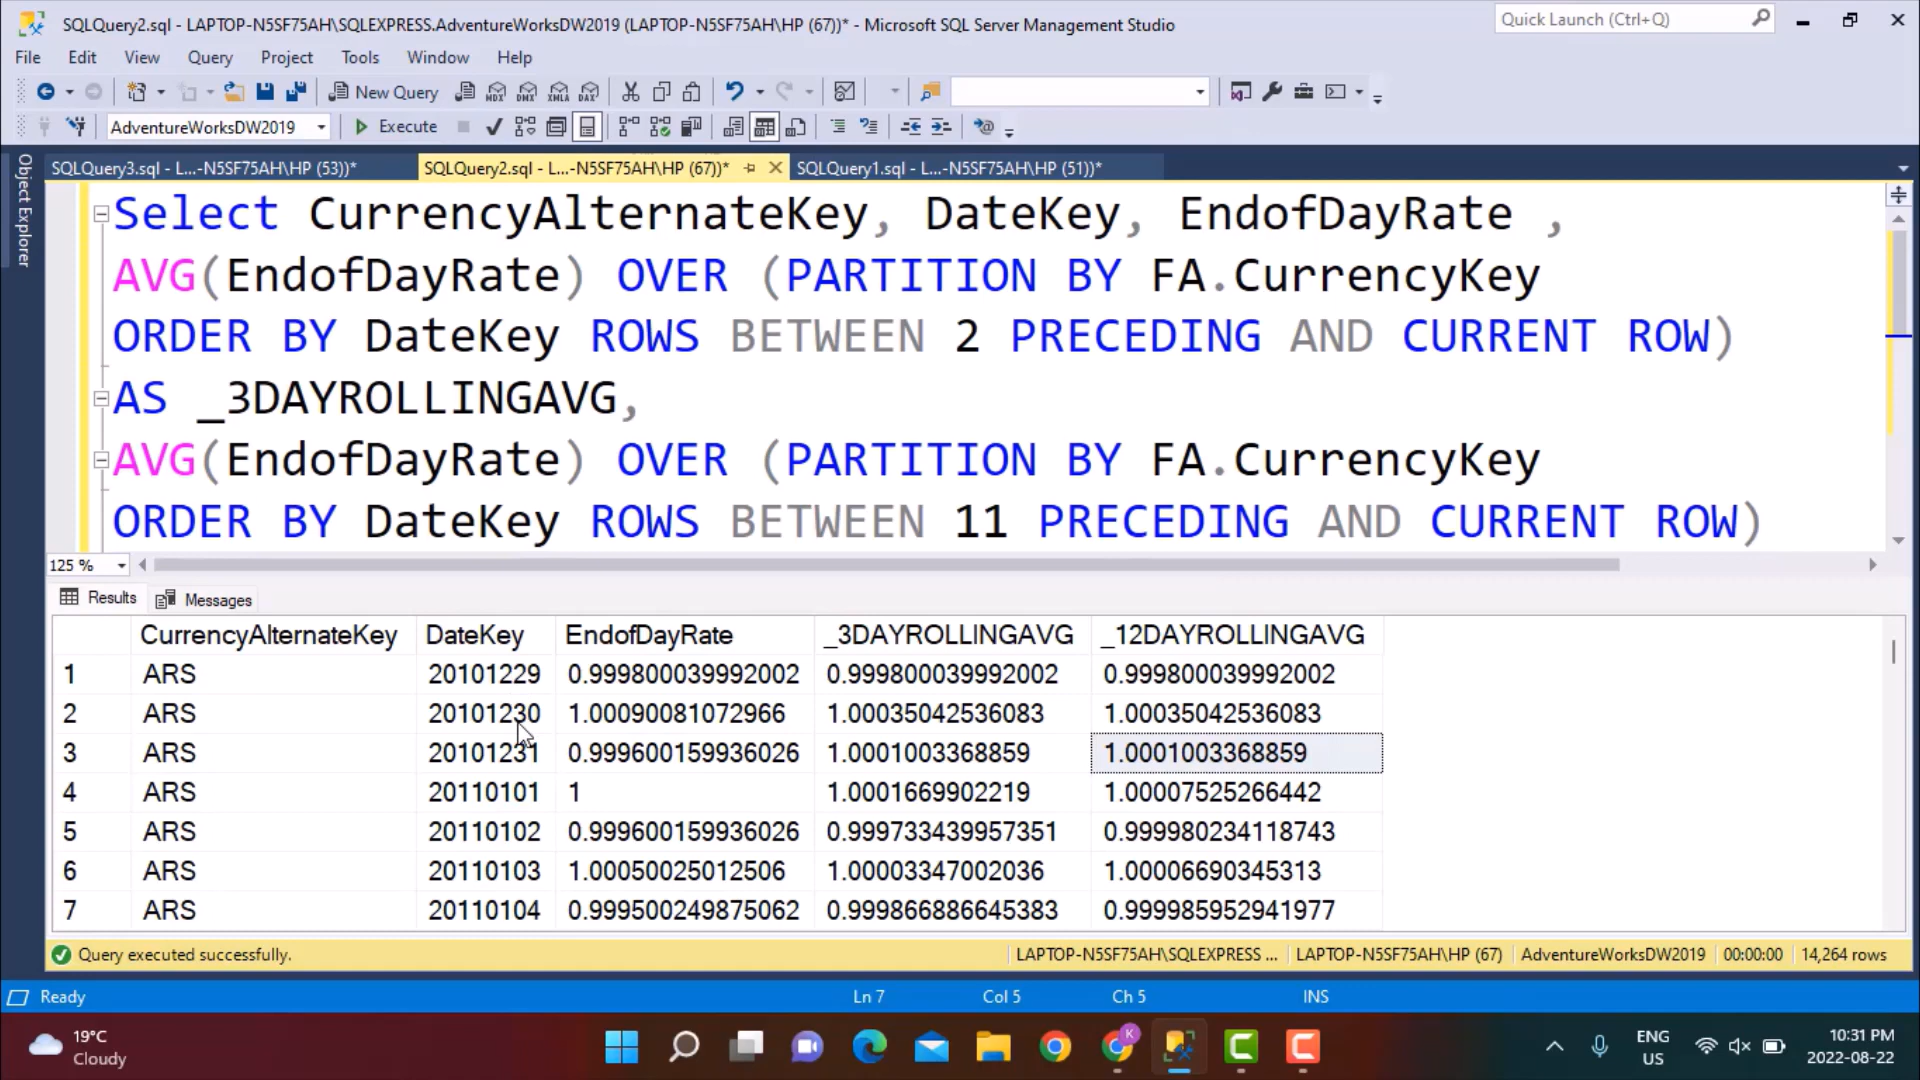 SQLQuery2.sql - LAPTOP-N5SF75AH\SQLEXPRESS.AdventureWorksDW2019 (LAPTOP-N5SF75AH\HP (67))* - Microsoft SQL Server Management Studio
Quick Launch (Ctrl+Q)
File Edit View Query Project Tools Window Help
New Query MDX DMX XMLA DAX
AdventureWorksDW2019 Execute
Object Explorer
SQLQuery3.sql - L...-N5SF75AH\HP (53))* SQLQuery2.sql - L...-N5SF75AH\HP (67))* SQLQuery1.sql - L...-N5SF75AH\HP (51))*
Select CurrencyAlternateKey, DateKey, EndofDayRate ,
AVG(EndofDayRate) OVER (PARTITION BY FA.CurrencyKey
ORDER BY DateKey ROWS BETWEEN 2 PRECEDING AND CURRENT ROW)
AS _3DAYROLLINGAVG,
AVG(EndofDayRate) OVER (PARTITION BY FA.CurrencyKey
ORDER BY DateKey ROWS BETWEEN 11 PRECEDING AND CURRENT ROW)
125 %
Results Messages
CurrencyAlternateKey DateKey EndofDayRate _3DAYROLLINGAVG _12DAYROLLINGAVG
1 ARS 20101229 0.999800039992002 0.999800039992002 0.999800039992002
2 ARS 20101230 1.00090081072966 1.00035042536083 1.00035042536083
3 ARS 20101231 0.999600159936026 1.0001003368859 1.0001003368859
4 ARS 20110101 1 1.0001669902219 1.00007525266442
5 ARS 20110102 0.999600159936026 0.999733439957351 0.999980234118743
6 ARS 20110103 1.00050025012506 1.00003347002036 1.00006690345313
7 ARS 20110104 0.999500249875062 0.999866886645383 0.999985952941977
Query executed successfully. LAPTOP-N5SF75AH\SQLEXPRESS ... LAPTOP-N5SF75AH\HP (67) AdventureWorksDW2019 00:00:00 14,264 rows
Ready Ln 7 Col 5 Ch 5 INS
19°C
Cloudy
K
C C
ENG
US
10:31 PM
2022-08-22